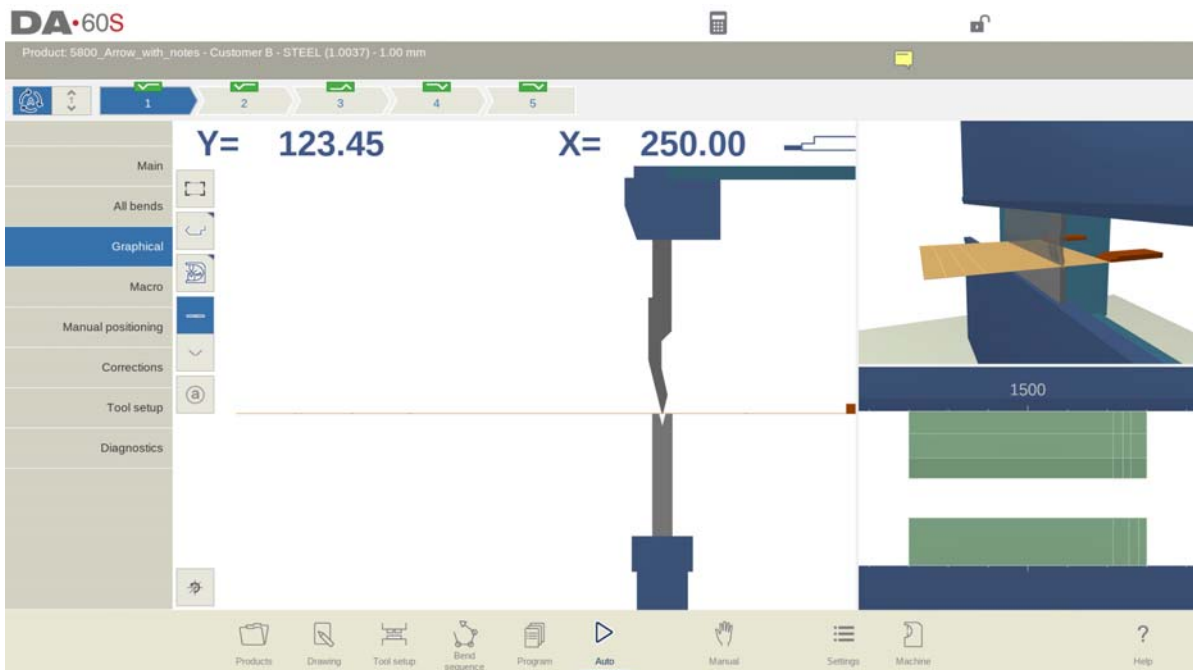 DA•60S
Product: 5800_Arrow_with_notes - Customer B - STEEL (1.0037) - 1.00 mm
1 2 3 4 5
Y= 123.45 X= 250.00
Main
All bends
Graphical
Macro
Manual positioning
Corrections
Tool setup
Diagnostics
a
1500
Products Drawing Tool setup Bend sequence Program Auto Manual Settings Machine ? Help